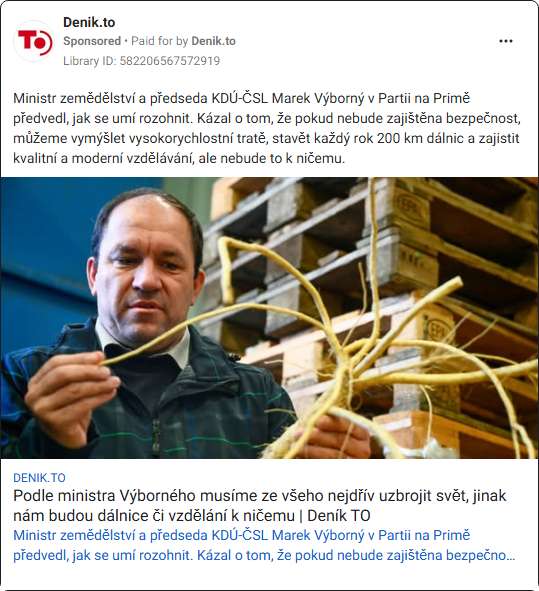 Denik.to
TO
Sponsored • Paid for by Denik.to
Library ID: 582206567572919
Ministr zemědělství a předseda KDÚ-ČSL Marek Výborný v Partii na Primě
předvedl, jak se umí rozohnit. Kázal o tom, že pokud nebude zajištěna bezpečnost,
můžeme vymýšlet vysokorychlostní tratě, stavět každý rok 200 km dálnic a zajistit
kvalitní a moderní vzdělávání, ale nebude to k ničemu.
DENIK.TO
Podle ministra Výborného musíme ze všeho nejdřív uzbrojit svět, jinak
nám budou dálnice či vzdělání k ničemu | Deník TO
Ministr zemědělství a předseda KDÚ-ČSL Marek Výborný v Partii na Primě
předvedl, jak se umí rozohnit. Kázal o tom, že pokud nebude zajištěna bezpečno...